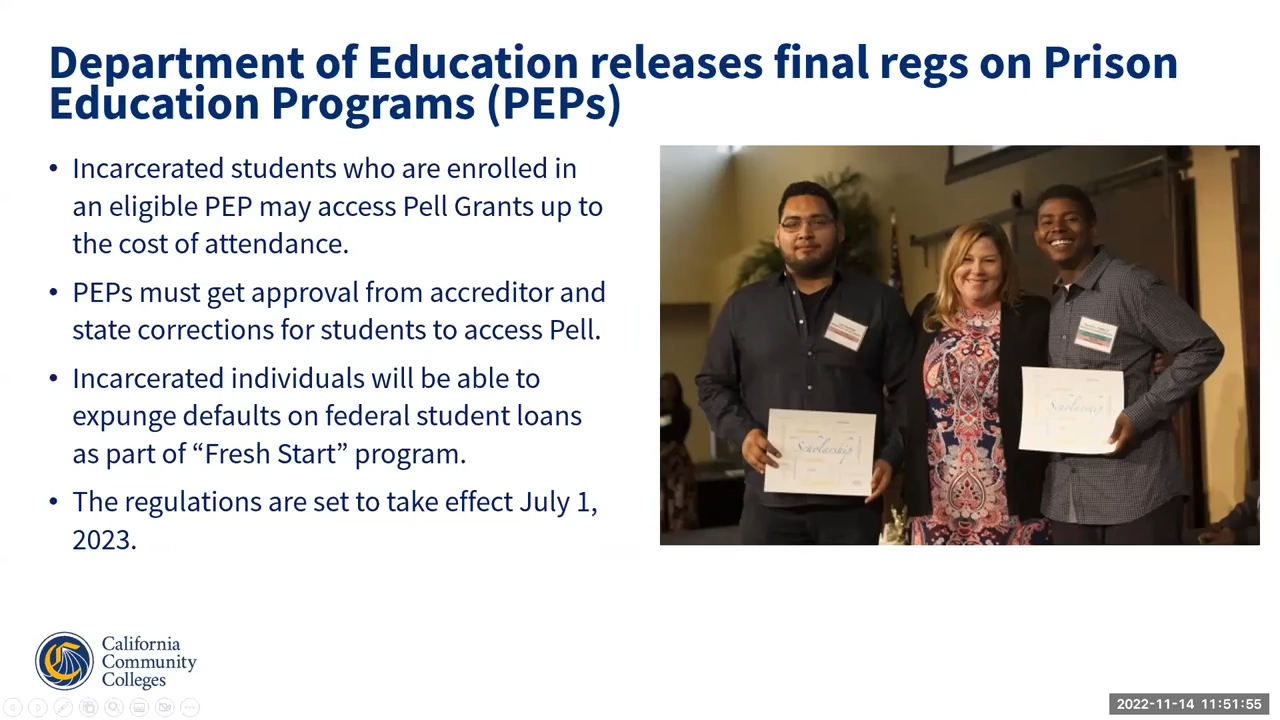 Department of Education releases final regs on Prison
Education Programs (PEPs)
• Incarcerated students who are enrolled in
an eligible PEP may access Pell Grants up to
the cost of attendance.
• PEPs must get approval from accreditor and
state corrections for students to access Pell.
• Incarcerated individuals will be able to
expunge defaults on federal student loans
as part of “Fresh Start” program.
• The regulations are set to take effect July 1,
2023.
Scholarship
Scholarship
California
Community
Colleges
2022-11-14 11:51:55